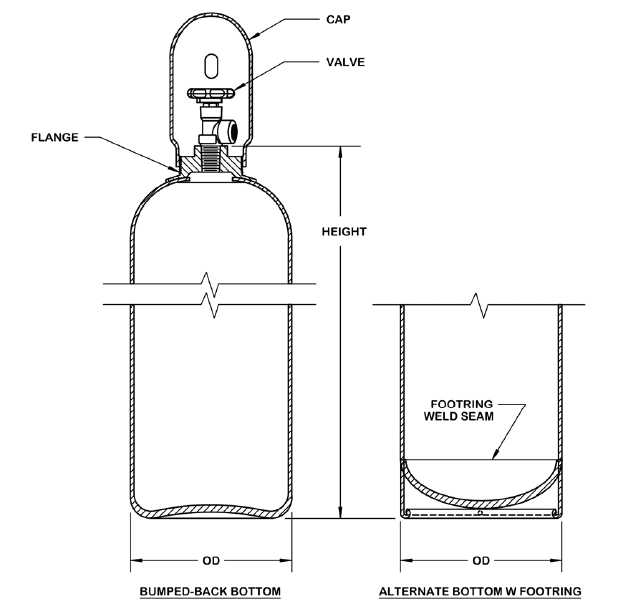 CAP
VALVE
FLANGE
HEIGHT
FOOTRING
WELD SEAM
OD
OD
BUMPED-BACK BOTTOM
ALTERNATE BOTTOM W FOOTRING